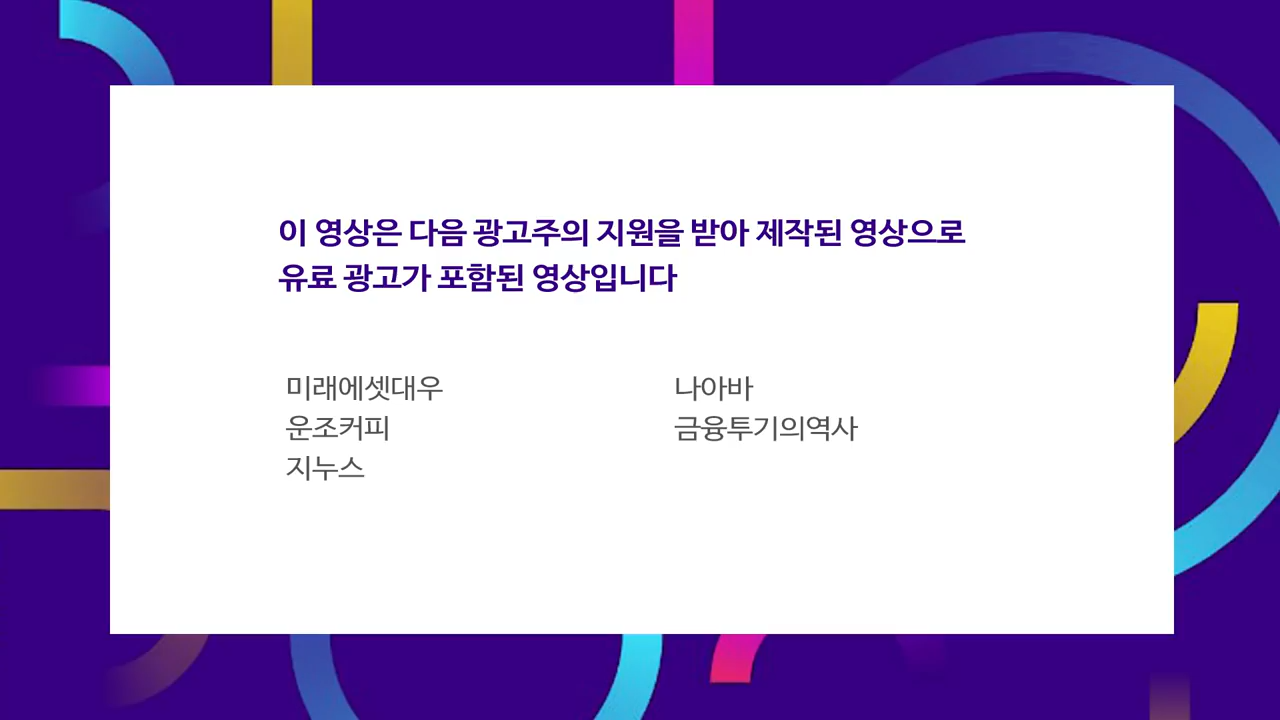 이 영상은 다음 광고주의 지원을 받아 제작된 영상으로
유료 광고가 포함된 영상입니다
미래에셋대우
운조커피
지누스
나아바
금융투기의역사